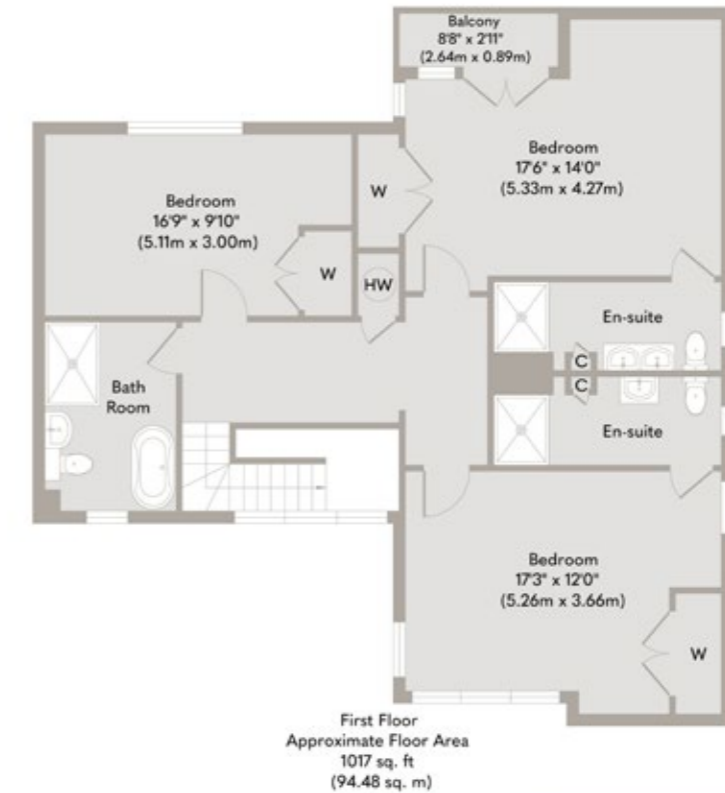 Balcony
8'8" x 2'11"
(2.64m x 0.89m)
Bedroom
17'6" x 14'0"
(5.33m x 4.27m)
W
Bedroom
16'9" x 9'10"
(5.11m x 3.00m)
W
HW
En-suite
C
C
En-suite
Bath
Room
Bedroom
17'3" x 12'0"
(5.26m x 3.66m)
W
First Floor
Approximate Floor Area
1017 sq. ft
(94.48 sq. m)